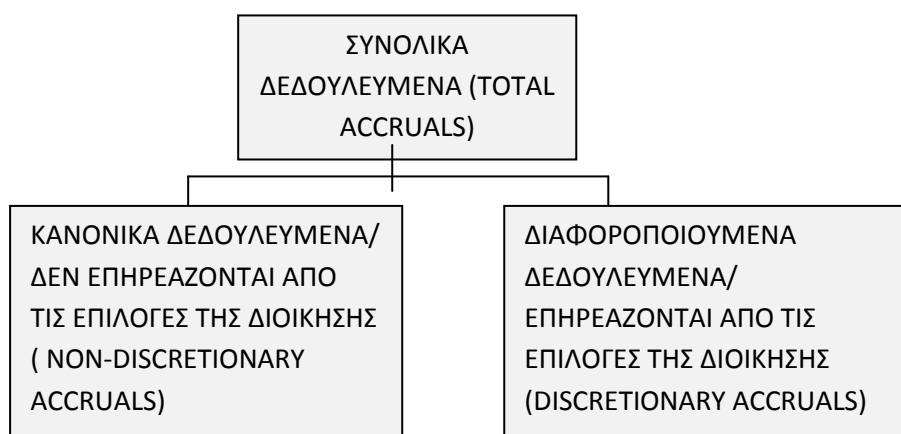 ΣΥΝΟΛΙΚΑ
ΔΕΔΟΥΛΕΥΜΕΝΑ (TOTAL
ACCRUALS)
ΚΑΝΟΝΙΚΑ ΔΕΔΟΥΛΕΥΜΕΝΑ/
ΔΕΝ ΕΠΗΡΕΑΖΟΝΤΑΙ ΑΠΟ
ΤΙΣ ΕΠΙΛΟΓΕΣ ΤΗΣ ΔΙΟΙΚΗΣΗΣ
( NON-DISCRETIONARY
ACCRUALS)
ΔΙΑΦΟΡΟΠΟΙΟΥΜΕΝΑ
ΔΕΔΟΥΛΕΥΜΕΝΑ/
ΕΠΗΡΕΑΖΟΝΤΑΙ ΑΠΟ ΤΙΣ
ΕΠΙΛΟΓΕΣ ΤΗΣ ΔΙΟΙΚΗΣΗΣ
(DISCRETIONARY ACCRUALS)